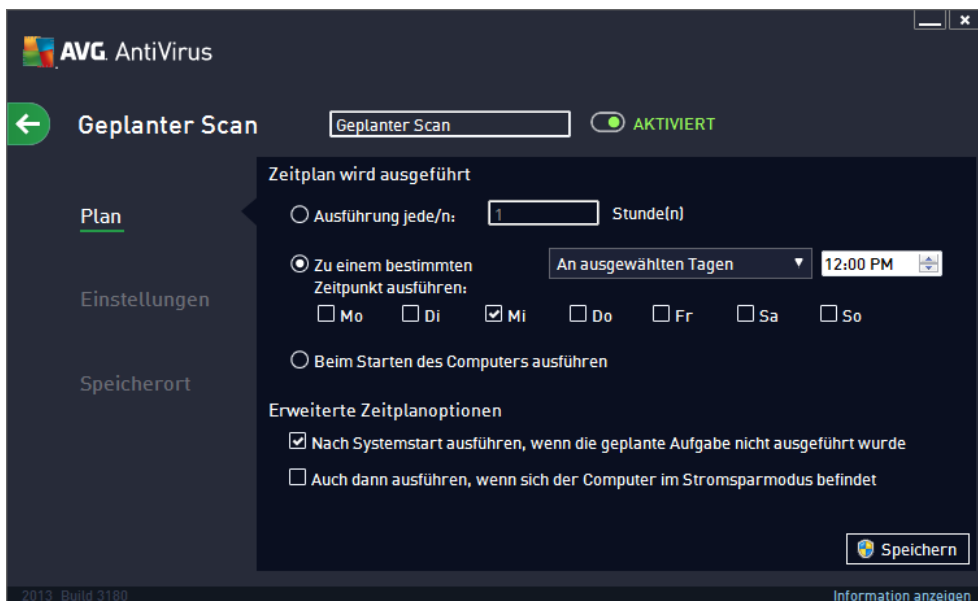 AVG. AntiVirus
Geplanter Scan
Geplanter Scan
AKTIVIERT
Plan
Einstellungen
Speicherort
Zeitplan wird ausgeführt
Ausführung jede/n:
1
Stunde(n)
Zu einem bestimmten
Zeitpunkt ausführen:
An ausgewählten Tagen
12:00 PM
Mo Di Mi Do Fr Sa So
Beim Starten des Computers ausführen
Erweiterte Zeitplanoptionen
Nach Systemstart ausführen, wenn die geplante Aufgabe nicht ausgeführt wurde
Auch dann ausführen, wenn sich der Computer im Stromsparmodus befindet
Speichern
2013 Build 3180
Information anzeigen